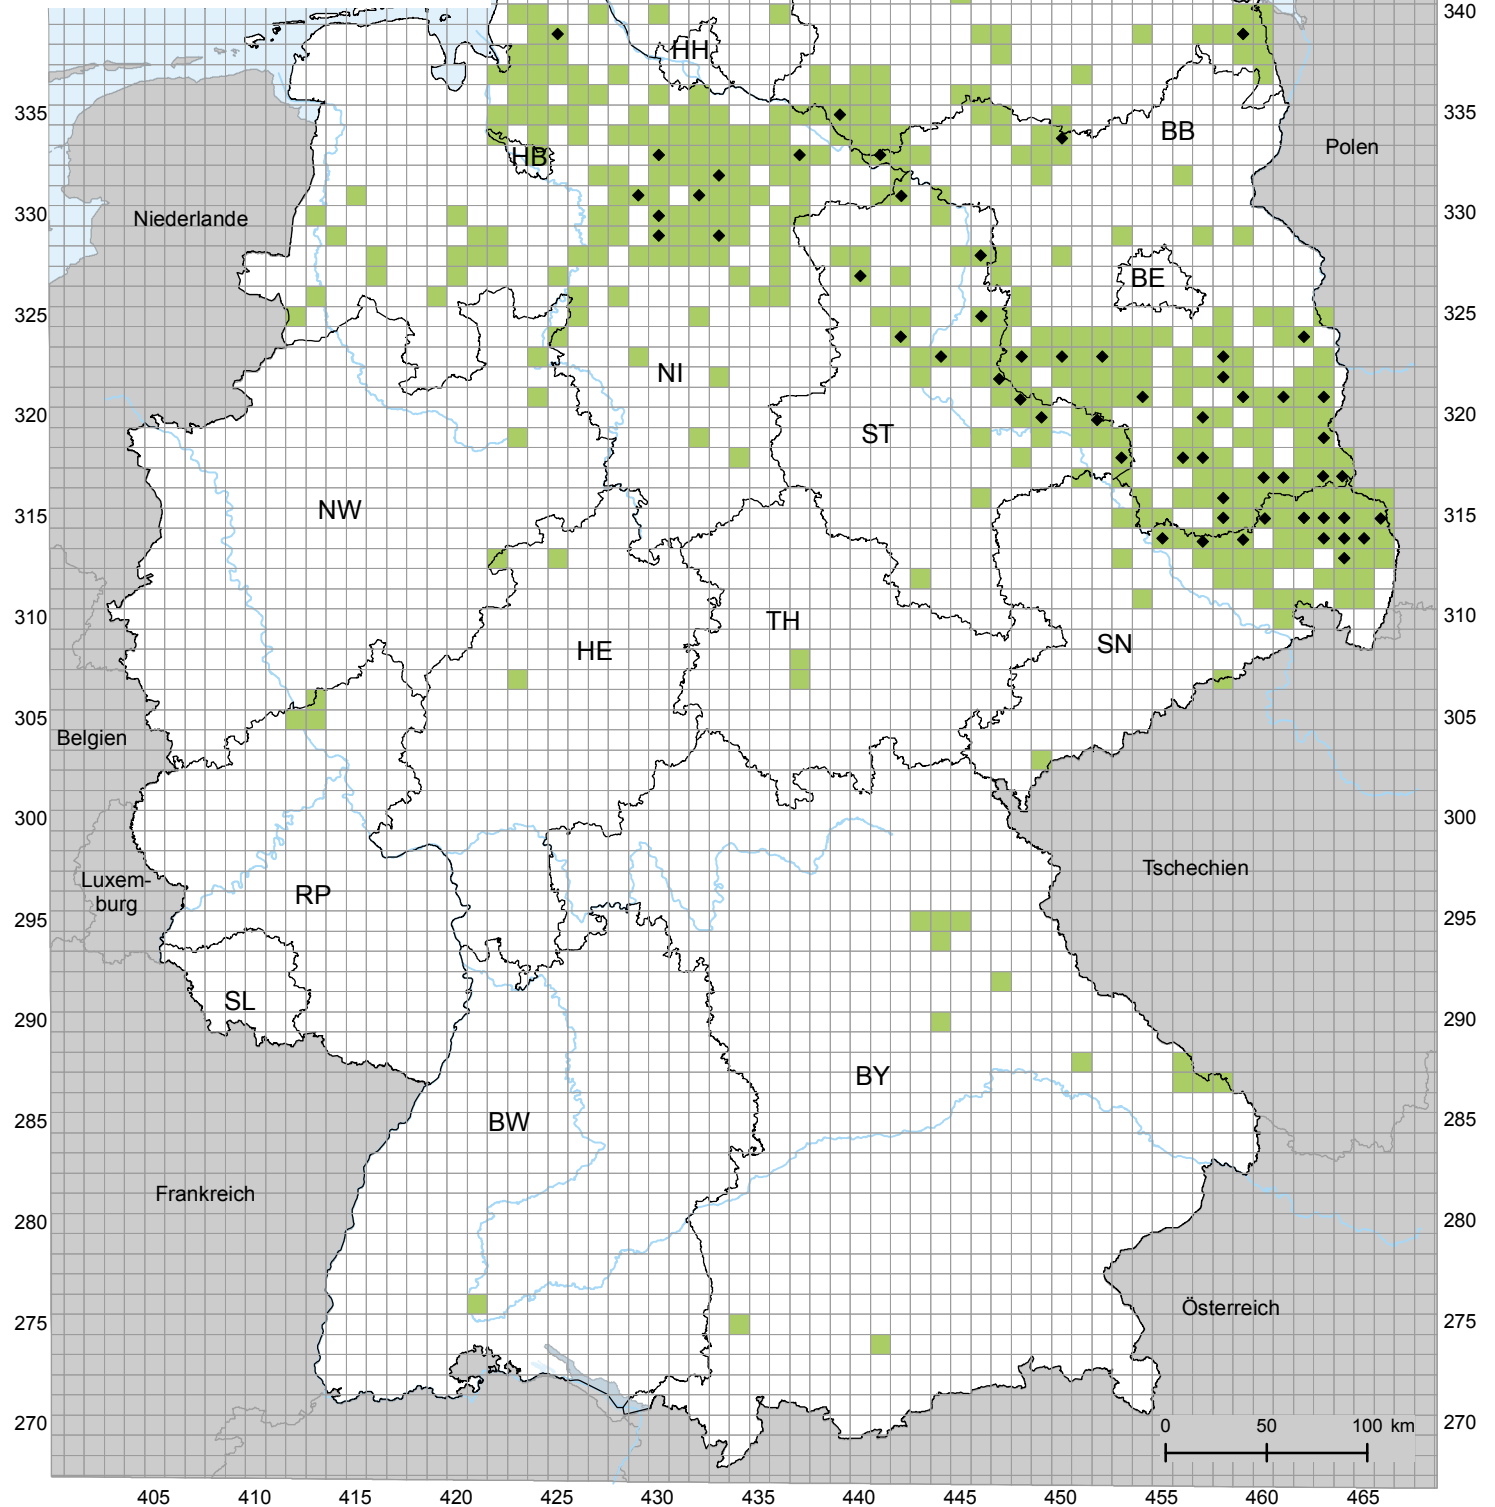 340 HH
335 BB 335
HB Polen
Niederlande 330 330
BE
325 325
NI
320 320
ST
NW
315 315
310 TH 310
HE SN
305 305
Belgien
300 300
Tschechien
Luxem-
burg
RP
295 295
SL
290 290
BY
285 BW 285
Frankreich
280 280
Österreich
275 275
270 270
0 50 100 km
405 410 415 420 425 430 435 440 445 450 455 460 465